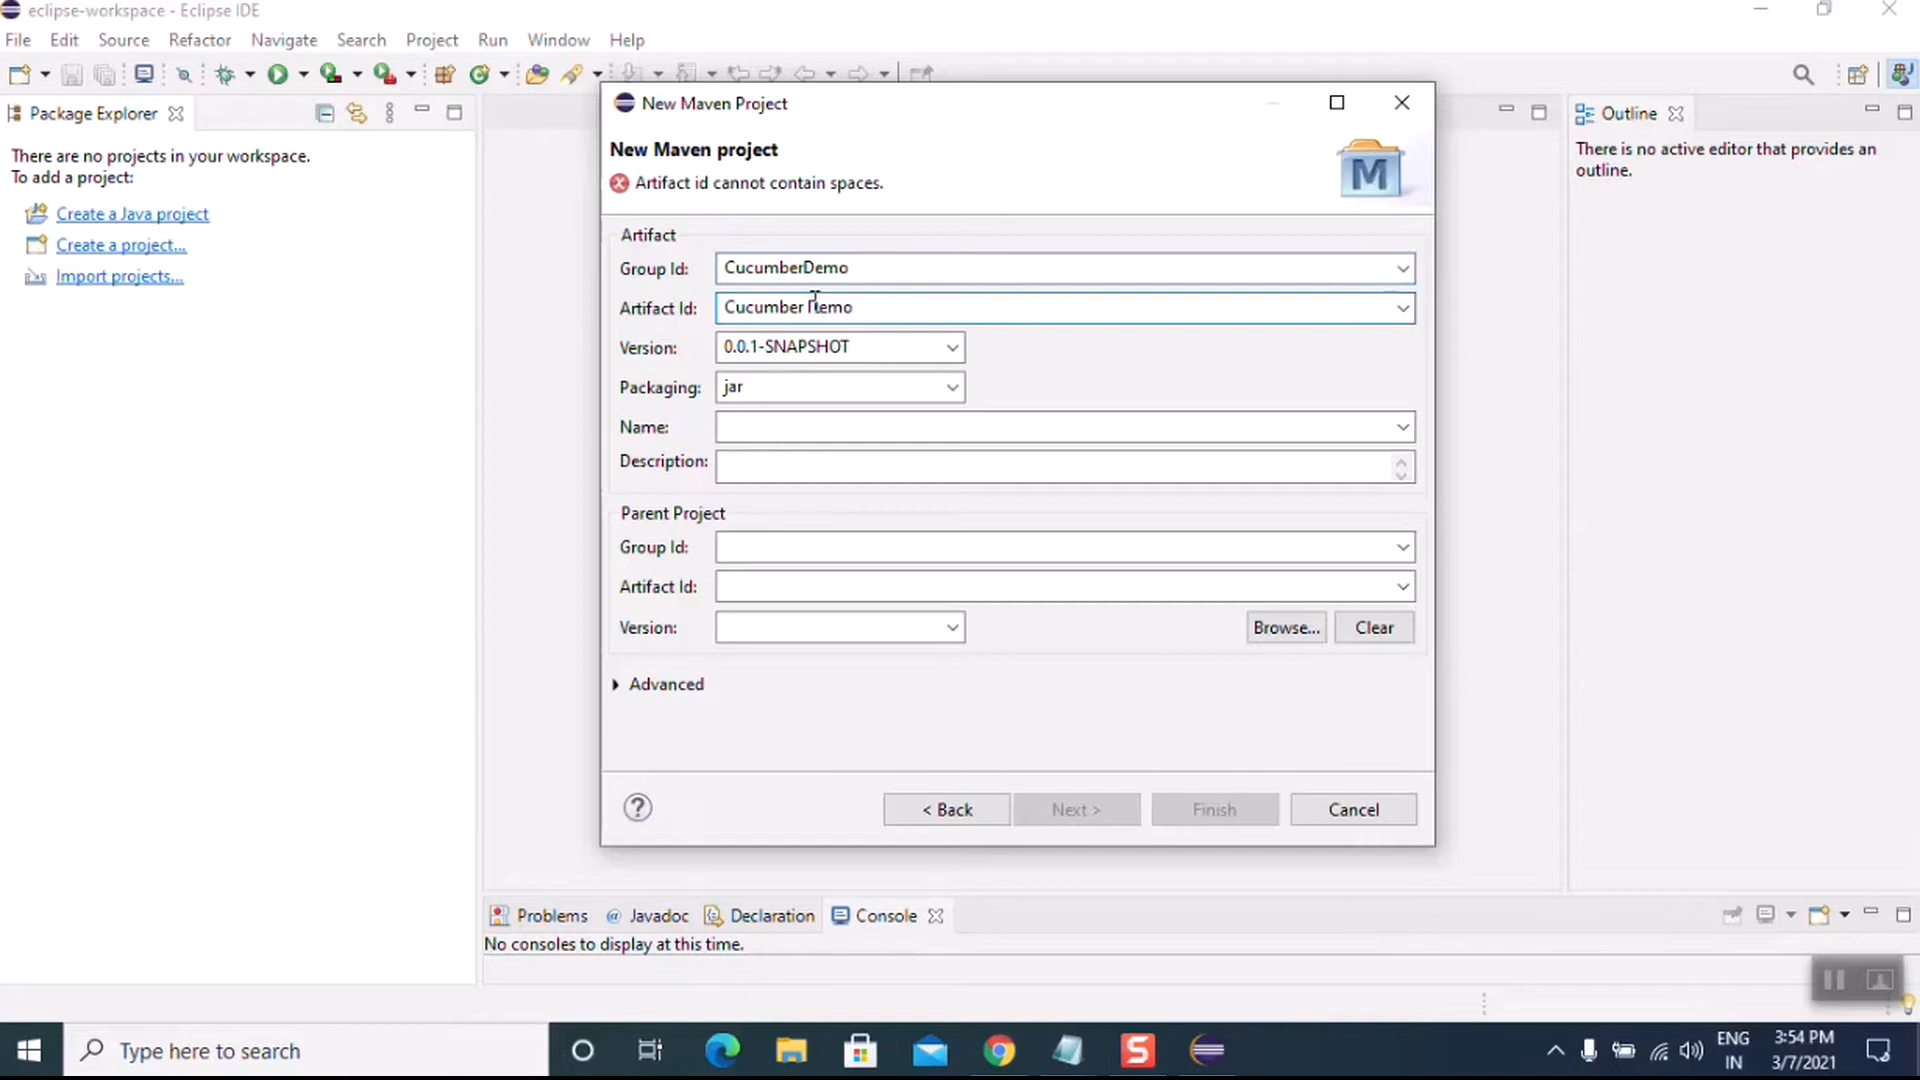 eclipse-workspace - Eclipse IDE
File Edit Source Refactor Navigate Search Project Run Window Help
Package Explorer
There are no projects in your workspace.
To add a project:
Create a Java project
Create a project...
Import projects...
New Maven Project
New Maven project
Artifact id cannot contain spaces.
M
Artifact
Group Id: CucumberDemo
Artifact Id: Cucumber Demo
Version: 0.0.1-SNAPSHOT
Packaging: jar
Name:
Description:
Parent Project
Group Id:
Artifact Id:
Version: Browse... Clear
Advanced
? < Back Next > Finish Cancel
Outline
There is no active editor that provides an
outline.
Problems @ Javadoc Declaration Console
No consoles to display at this time.
Type here to search
S
ENG
IN
3:54 PM
3/7/2021